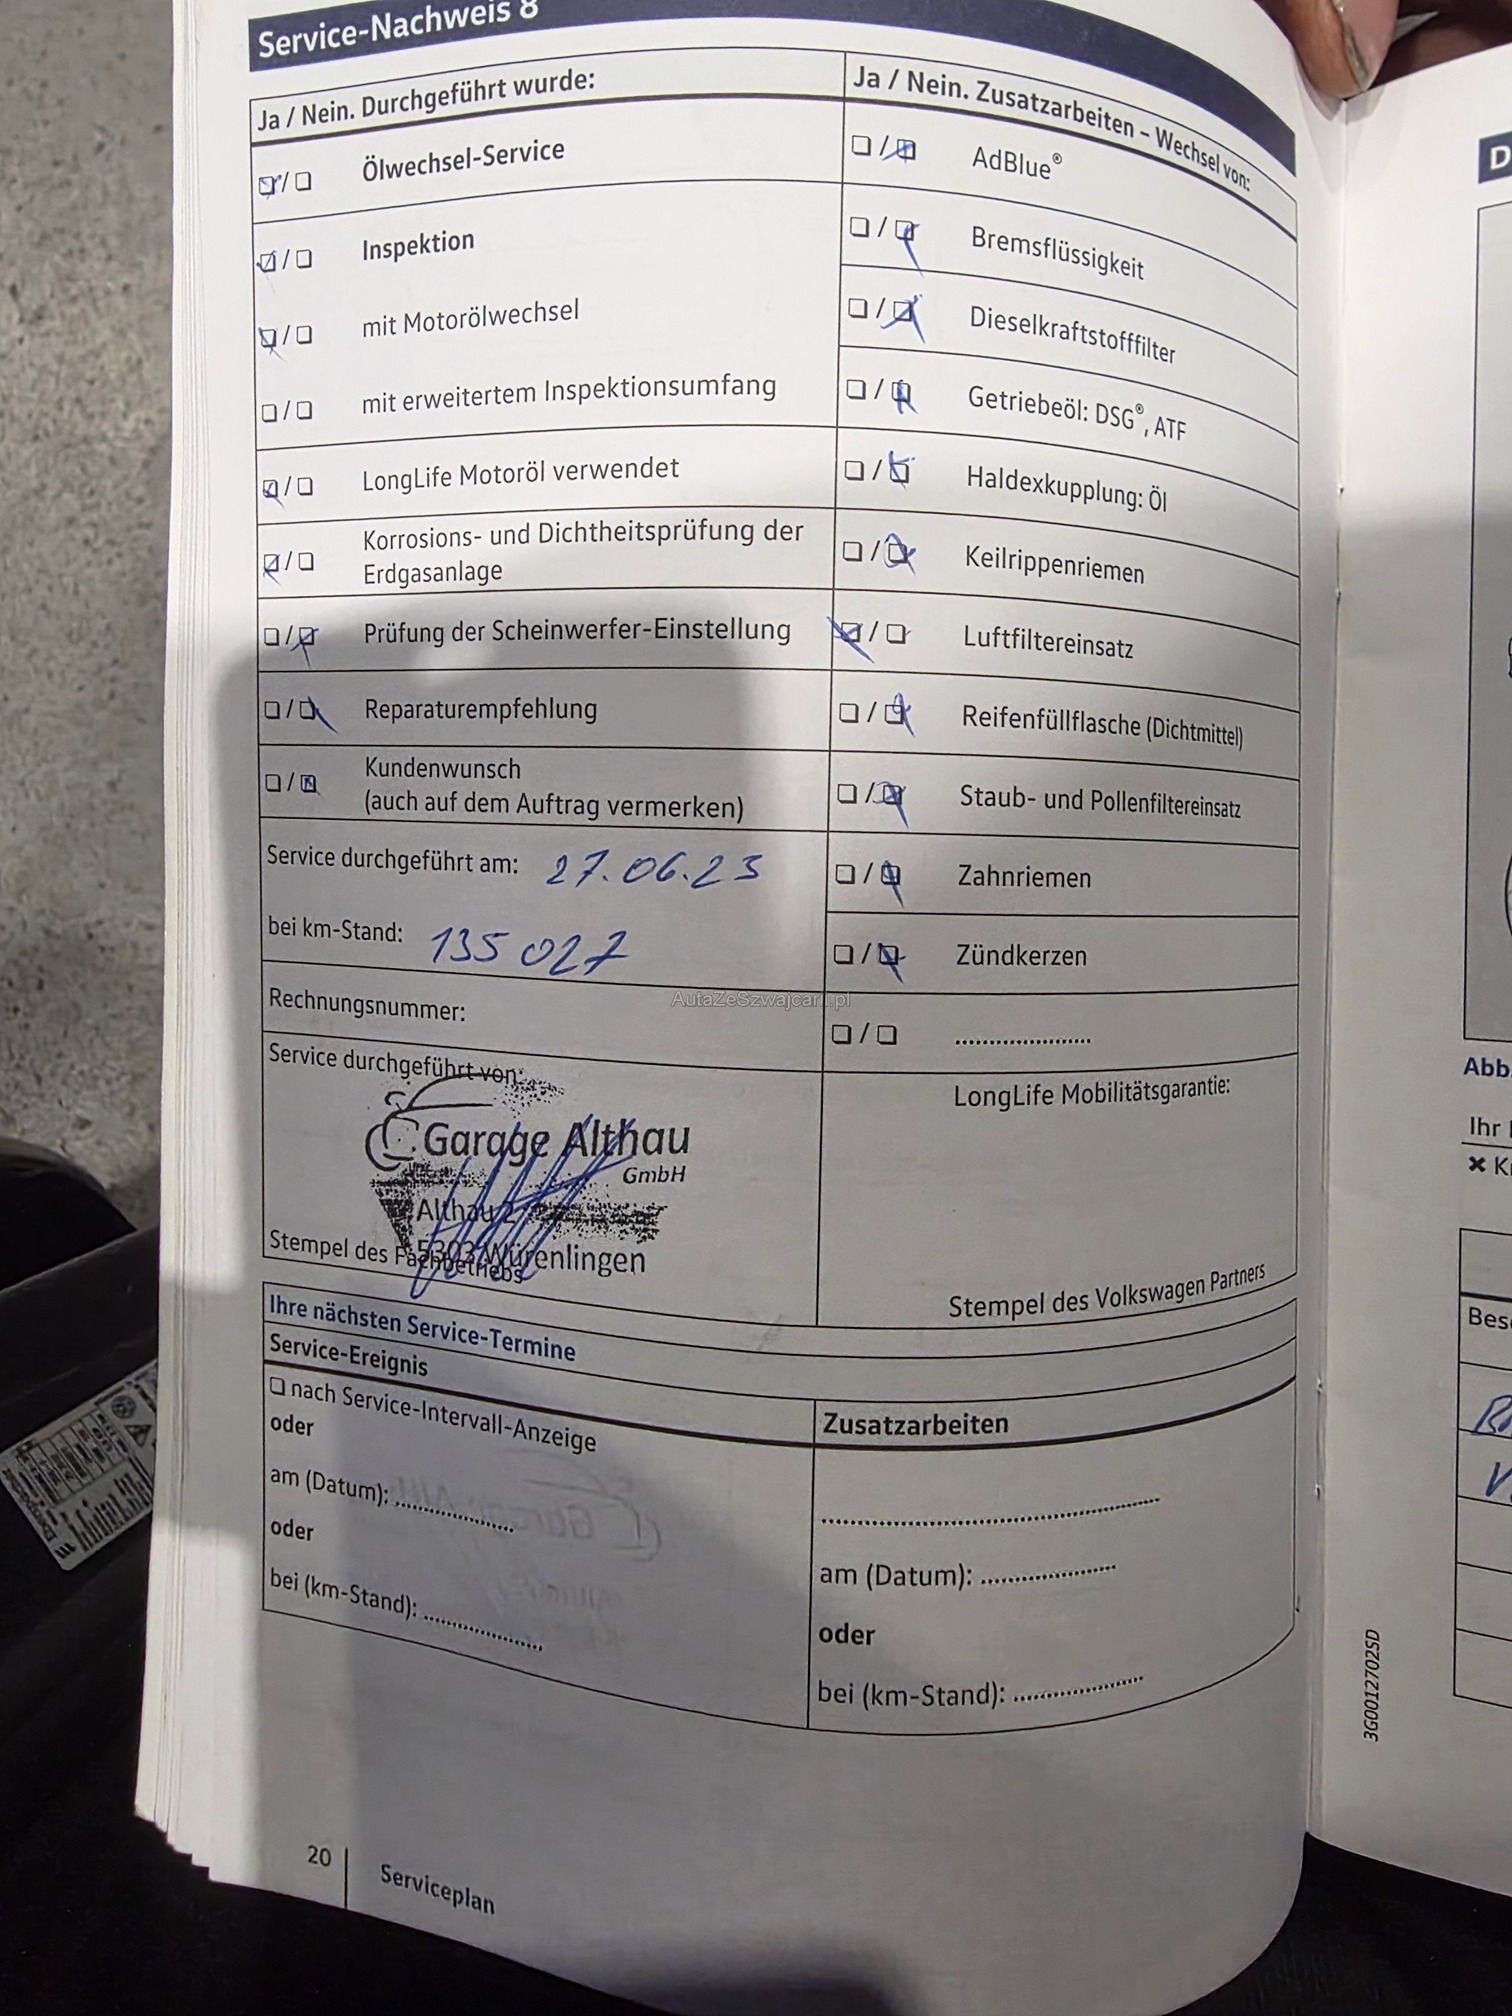 Service-Nachweis 8
Ja / Nein. Durchgeführt wurde:
❑/❑ Ölwechsel-Service
❑/❑ Inspektion
❑/❑ mit Motorölwechsel
❑/❑ mit erweitertem Inspektionsumfang
❑/❑ LongLife Motoröl verwendet
❑/❑ Korrosions- und Dichtheitsprüfung der
Erdgasanlage
❑/❑ Prüfung der Scheinwerfer-Einstellung
❑/❑ Reparaturempfehlung
❑/❑ Kundenwunsch
(auch auf dem Auftrag vermerken)
Service durchgeführt am: 27.06.23
bei km-Stand: 135 027
Rechnungsnummer:
Service durchgeführt von:
Garage Althau
GmbH
Althau 2
5303 Würenlingen
Stempel des Fachbetriebs
Ja / Nein. Zusatzarbeiten – Wechsel von:
❑/❑ AdBlue®
❑/❑ Bremsflüssigkeit
❑/❑ Dieselkraftstofffilter
❑/❑ Getriebeöl: DSG®, ATF
❑/❑ Haldexkupplung: Öl
❑/❑ Keilrippenriemen
❑/❑ Luftfiltereinsatz
❑/❑ Reifenfüllflasche (Dichtmittel)
❑/❑ Staub- und Pollenfiltereinsatz
❑/❑ Zahnriemen
❑/❑ Zündkerzen
❑/❑ ......................
LongLife Mobilitätsgarantie:
Stempel des Volkswagen Partners
AutaZeSzwajcarii.pl
Ihre nächsten Service-Termine
Service-Ereignis
❑ nach Service-Intervall-Anzeige
oder
am (Datum): ...................
oder
bei (km-Stand): ...................
Zusatzarbeiten
......................
am (Datum): ...................
oder
bei (km-Stand): ...................
20
Serviceplan
3G0012702SD
D
Abb.
Ihr
Bes